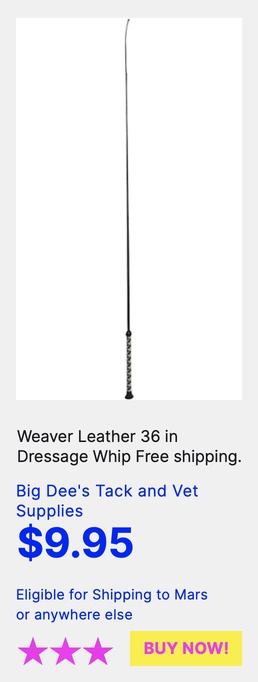 Weaver Leather 36 in
Dressage Whip Free shipping.
Big Dee's Tack and Vet
Supplies
$9.95
Eligible for Shipping to Mars
or anywhere else
BUY NOW!